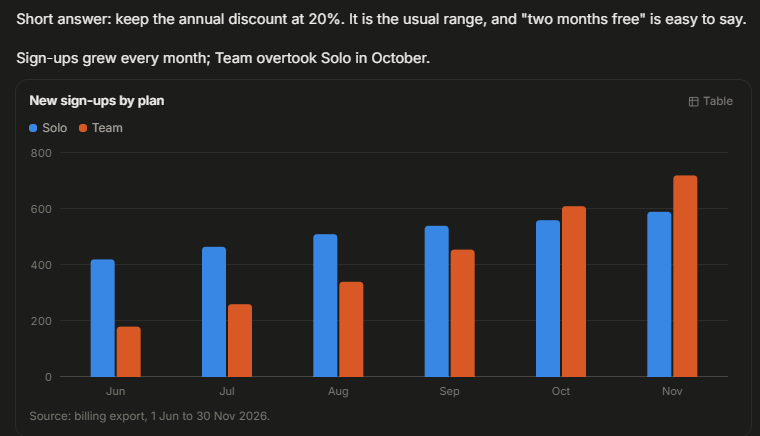 Short answer: keep the annual discount at 20%. It is the usual range, and "two months free" is easy to say.
Sign-ups grew every month; Team overtook Solo in October.
New sign-ups by plan
Table
Solo Team
800
600
400
200
0
Jun Jul Aug Sep Oct Nov
Source: billing export, 1 Jun to 30 Nov 2026.